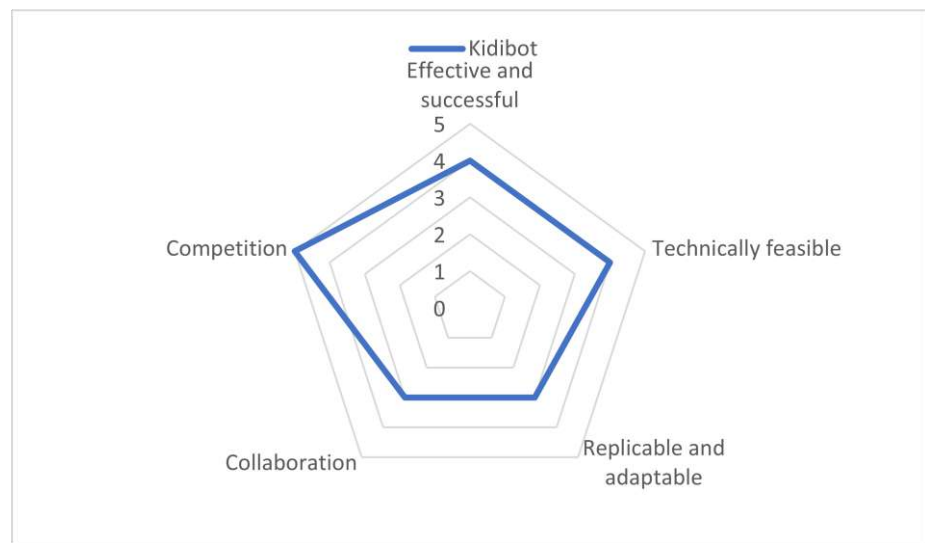 Kidibot
Effective and
successful
5
4
3
2
1
0
Competition
Technically feasible
Collaboration
Replicable and
adaptable